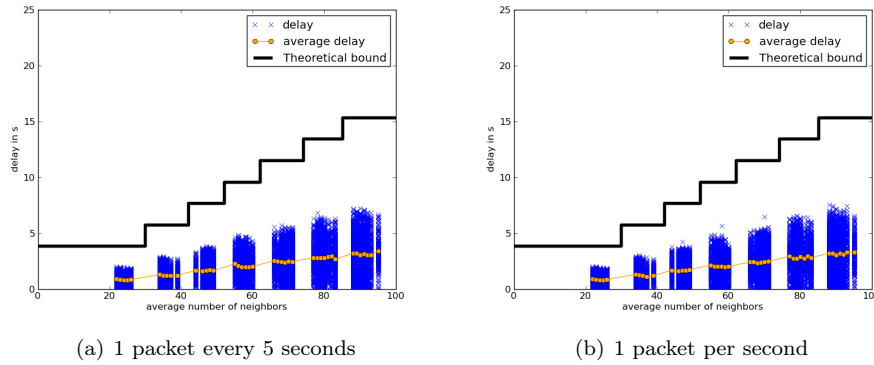 25
20
15
10
5
0
delay in s
0 20 40 60 80 100
average number of neighbors
delay
average delay
Theoretical bound
(a) 1 packet every 5 seconds
25
20
15
10
5
0
delay in s
0 20 40 60 80 100
average number of neighbors
delay
average delay
Theoretical bound
(b) 1 packet per second